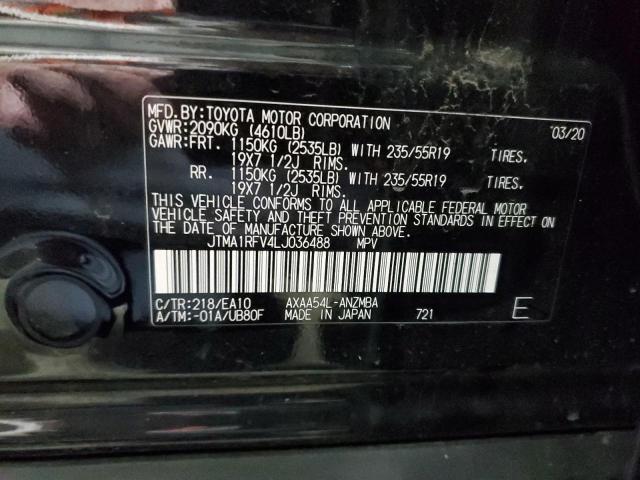 MFD.BY:TOYOTA MOTOR CORPORATION 03/20
GVWR:2090KG (4610LB)
GAWR:FRT. 1150KG (2535LB) WITH 235/55R19 TIRES.
19X7 1/2J RIMS.
RR. 1150KG (2535LB) WITH 235/55R19 TIRES.
19X7 1/2J RIMS.
THIS VEHICLE CONFORMS TO ALL APPLICABLE FEDERAL MOTOR
VEHICLE SAFETY AND THEFT PREVENTION STANDARDS IN EFFECT ON
THE DATE OF MANUFACTURE SHOWN ABOVE.
JTMA1RFV4LJ036488 MPV
C/TR:218/EA10 AXAA54L-ANZMBA
A/TM:-01A/UB80F MADE IN JAPAN 721 E